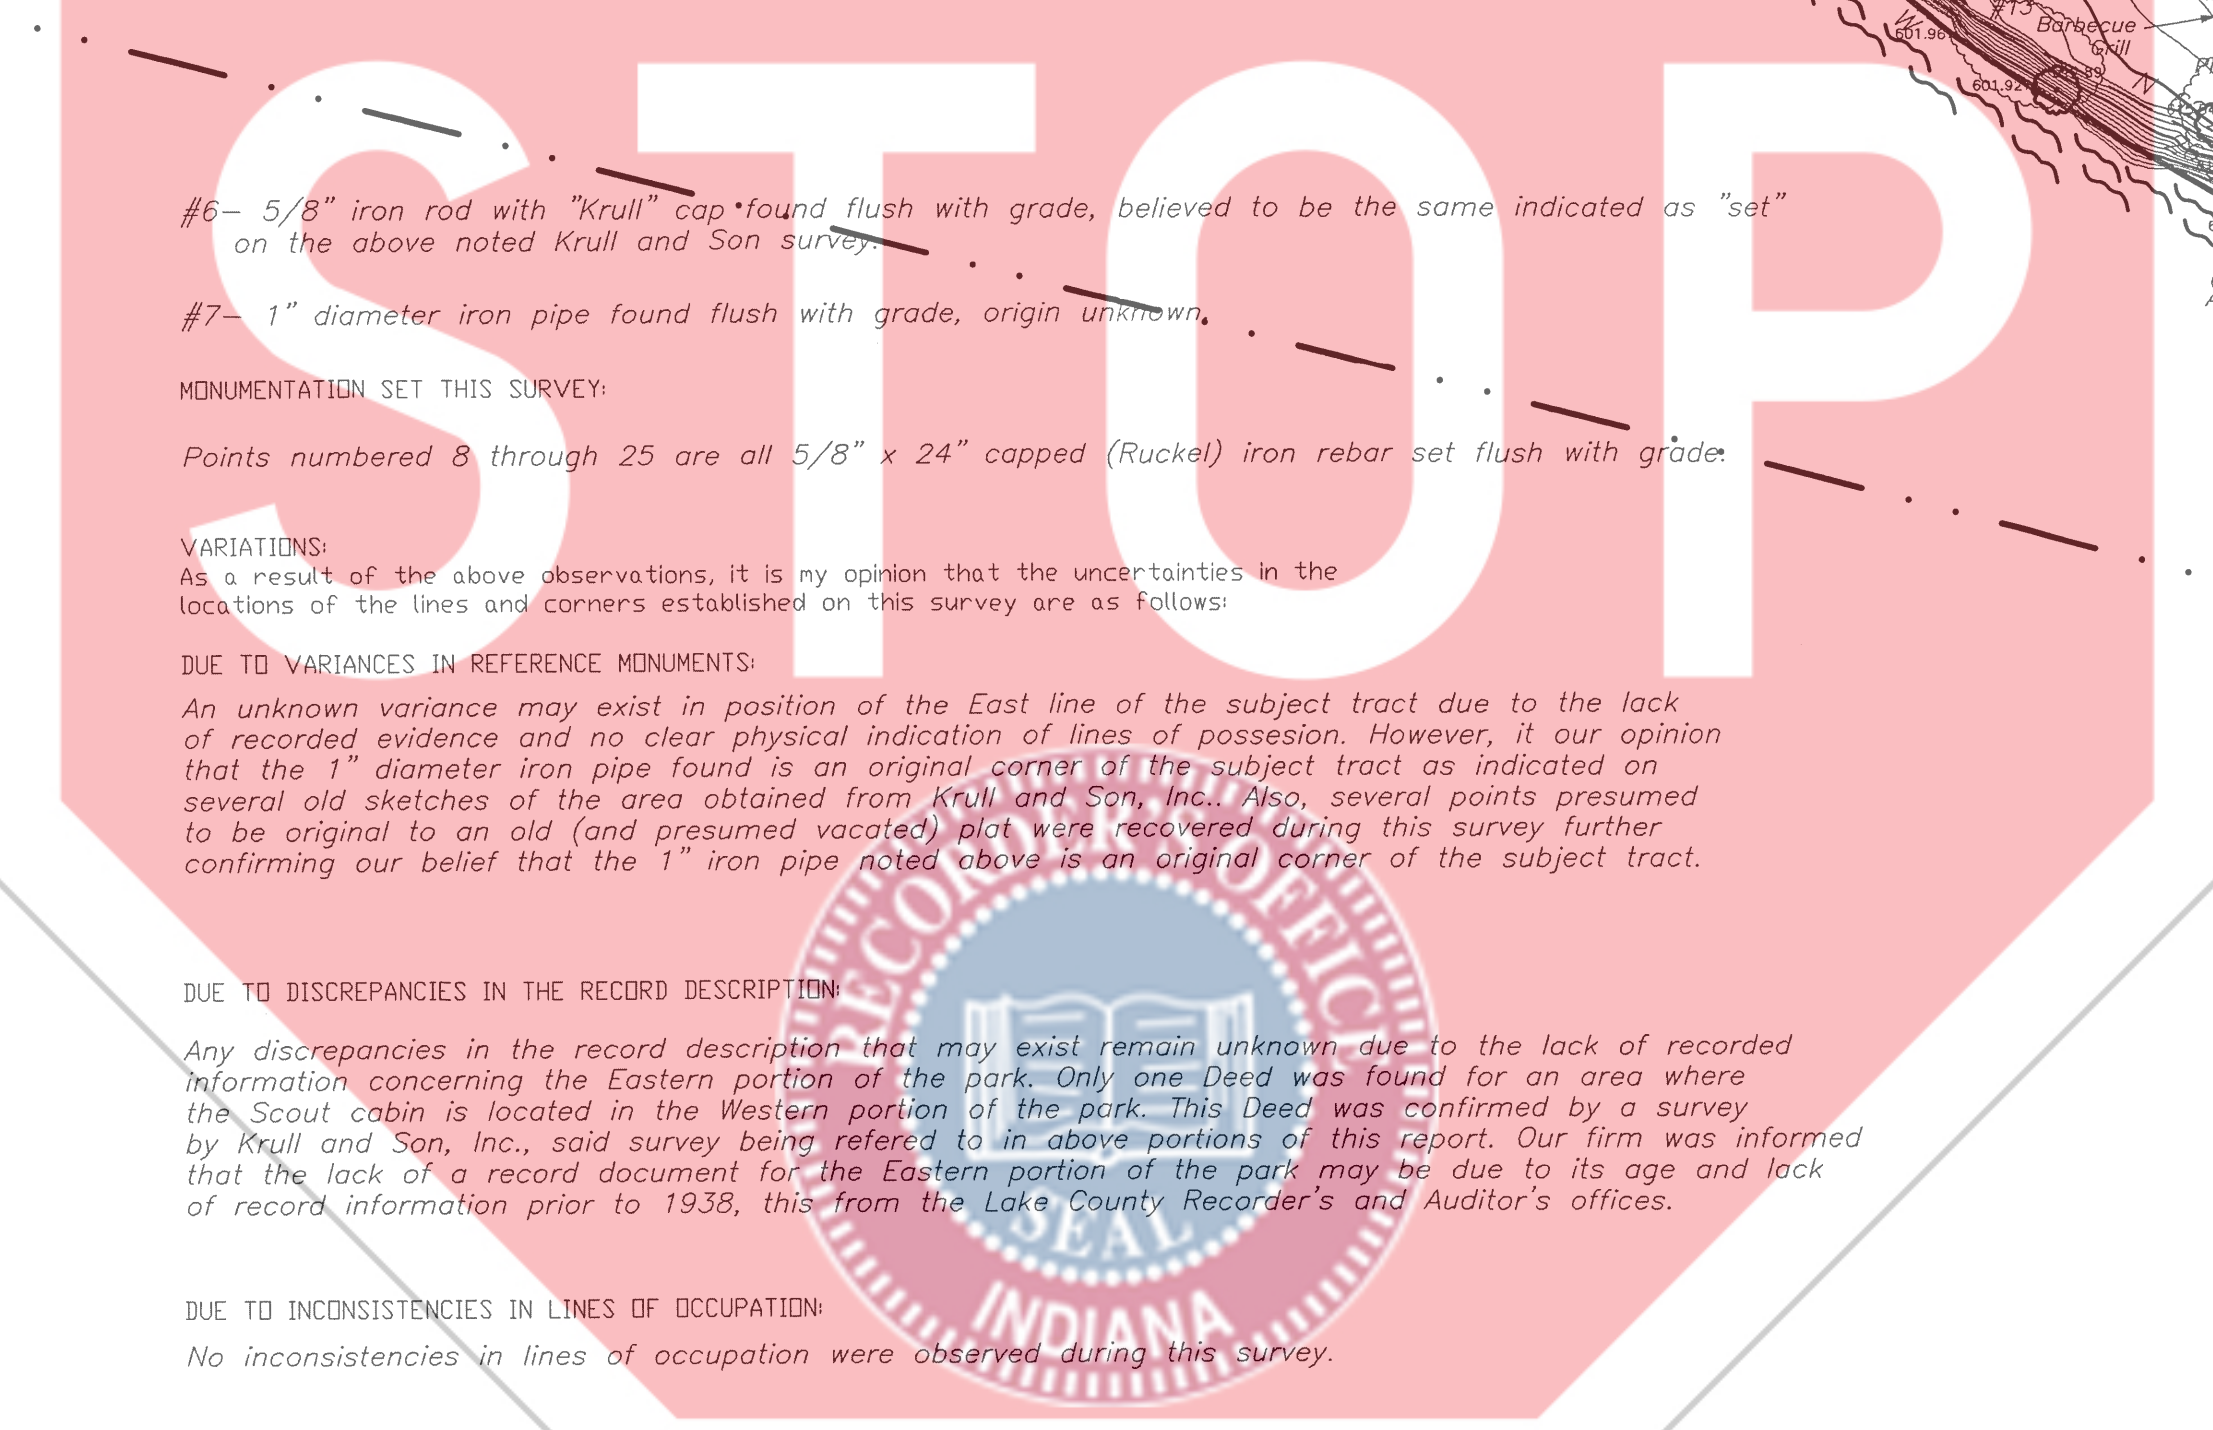 STOP
#13
Barbecue
Grill
W
601.96
601.92
N
#6– 5/8" iron rod with "Krull" cap found flush with grade, believed to be the same indicated as "set"
on the above noted Krull and Son survey.
#7– 1" diameter iron pipe found flush with grade, origin unknown.
MONUMENTATION SET THIS SURVEY:
Points numbered 8 through 25 are all 5/8" x 24" capped (Ruckel) iron rebar set flush with grade.
VARIATIONS:
As a result of the above observations, it is my opinion that the uncertainties in the
locations of the lines and corners established on this survey are as follows:
DUE TO VARIANCES IN REFERENCE MONUMENTS:
An unknown variance may exist in position of the East line of the subject tract due to the lack
of recorded evidence and no clear physical indication of lines of possesion. However, it our opinion
that the 1" diameter iron pipe found is an original corner of the subject tract as indicated on
several old sketches of the area obtained from Krull and Son, Inc.. Also, several points presumed
to be original to an old (and presumed vacated) plat were recovered during this survey further
confirming our belief that the 1" iron pipe noted above is an original corner of the subject tract.
DUE TO DISCREPANCIES IN THE RECORD DESCRIPTION:
Any discrepancies in the record description that may exist remain unknown due to the lack of recorded
information concerning the Eastern portion of the park. Only one Deed was found for an area where
the Scout cabin is located in the Western portion of the park. This Deed was confirmed by a survey
by Krull and Son, Inc., said survey being refered to in above portions of this report. Our firm was informed
that the lack of a record document for the Eastern portion of the park may be due to its age and lack
of record information prior to 1938, this from the Lake County Recorder's and Auditor's offices.
DUE TO INCONSISTENCIES IN LINES OF OCCUPATION:
No inconsistencies in lines of occupation were observed during this survey.
RECORDER'S OFFICE
SEAL
INDIANA